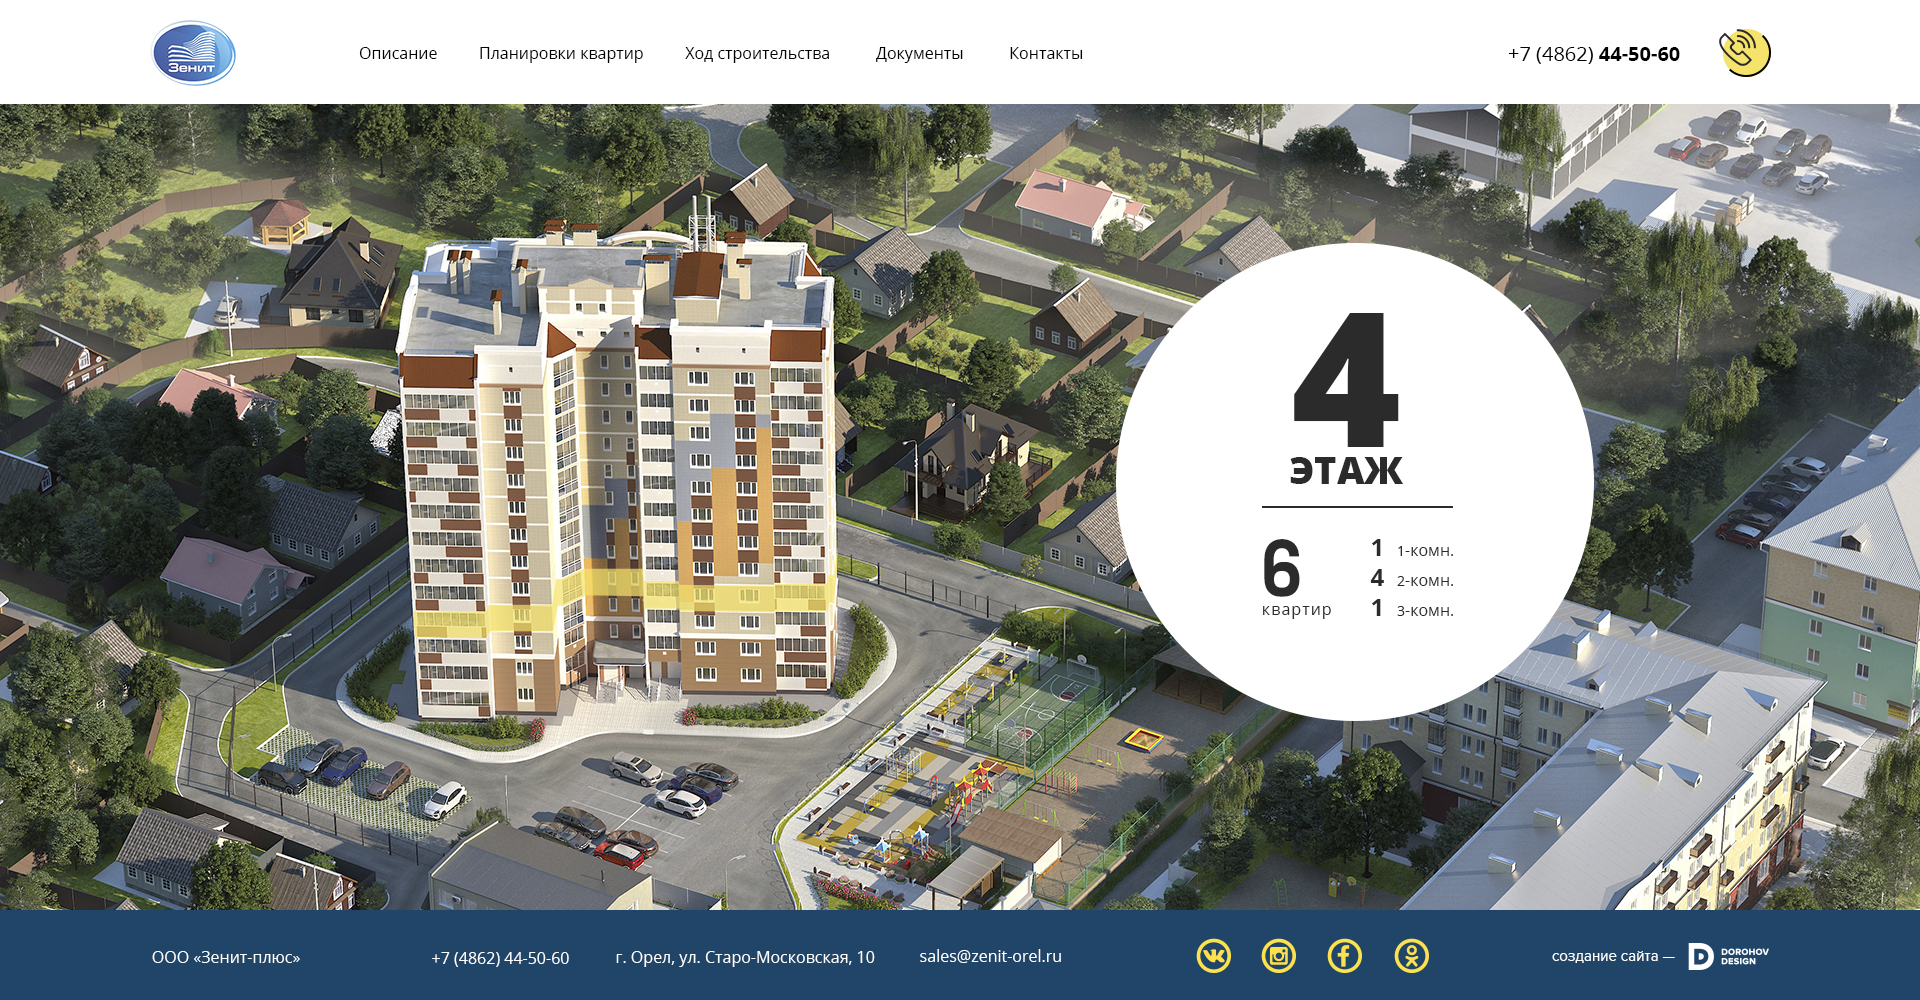 Зенит
Описание Планировки квартир Ход строительства Документы Контакты
+7 (4862) 44-50-60
4
ЭТАЖ
6
квартир
1 1-комн.
4 2-комн.
1 3-комн.
ООО «Зенит-плюс» +7 (4862) 44-50-60 г. Орел, ул. Старо-Московская, 10 sales@zenit-orel.ru
создание сайта — DOROHOV
DESIGN